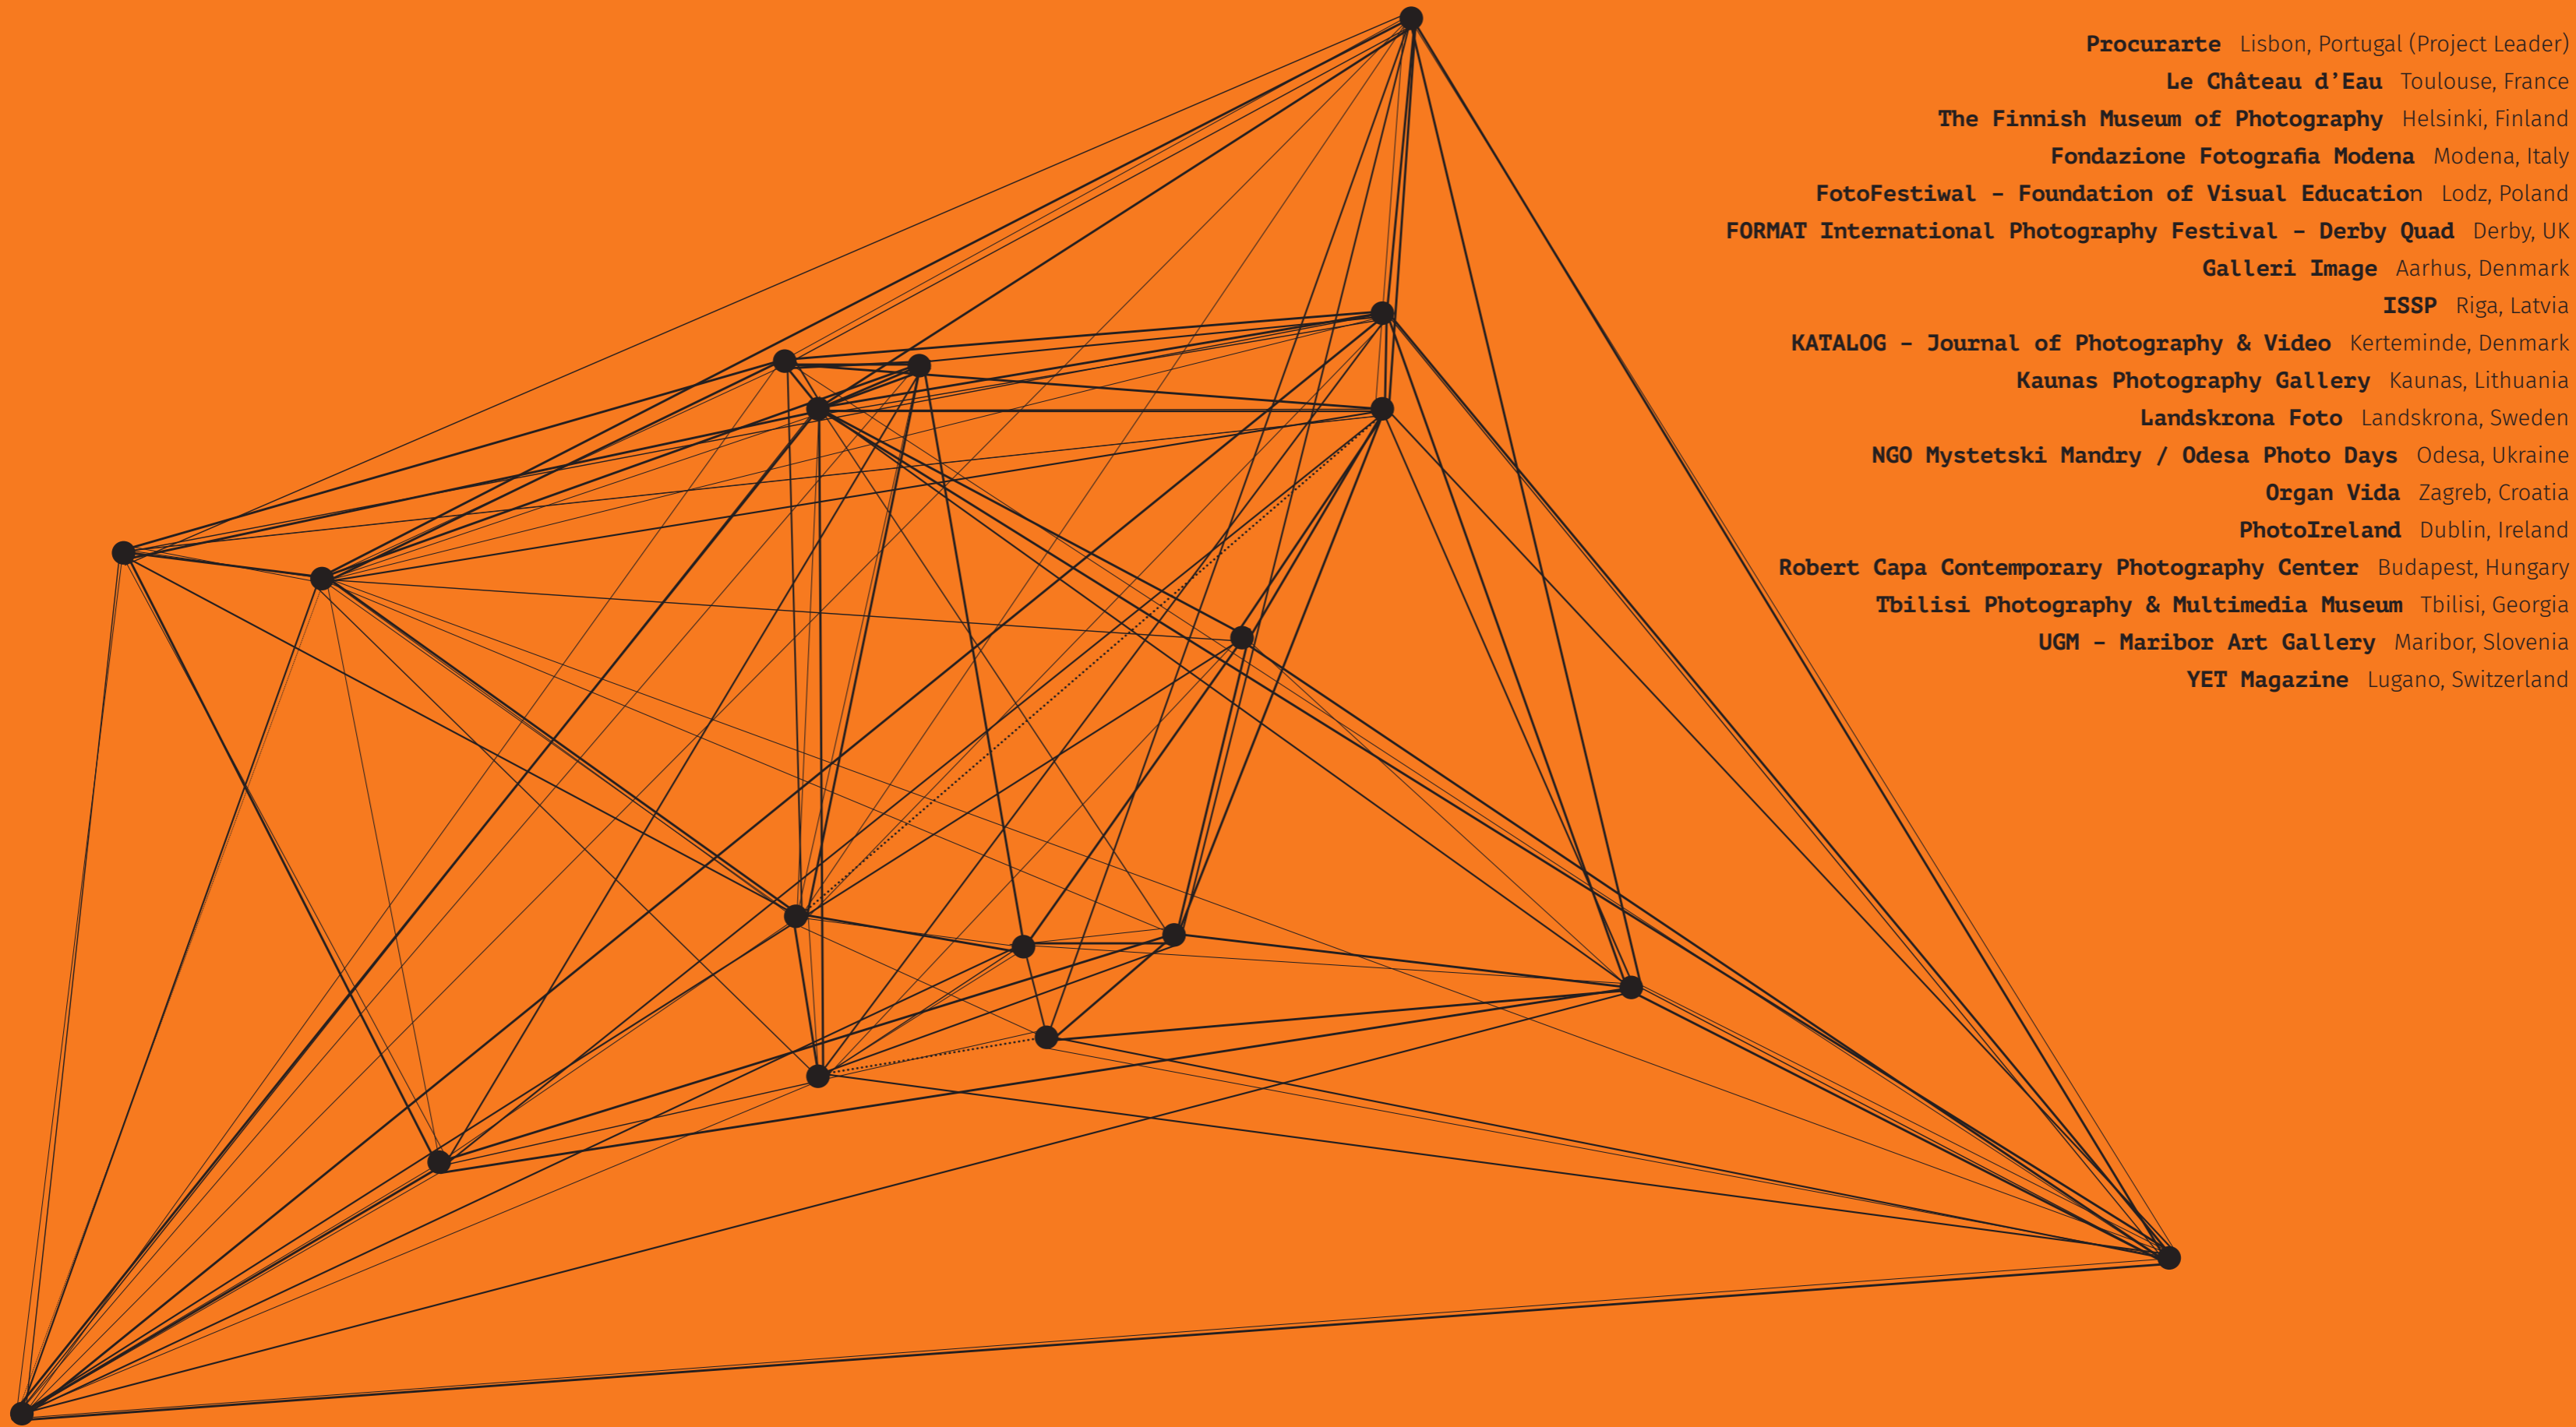 Procurarte Lisbon, Portugal (Project Leader)
Le Château d’Eau Toulouse, France
The Finnish Museum of Photography Helsinki, Finland
Fondazione Fotografia Modena Modena, Italy
FotoFestiwal – Foundation of Visual Education Lodz, Poland
FORMAT International Photography Festival – Derby Quad Derby, UK
Galleri Image Aarhus, Denmark
ISSP Riga, Latvia
KATALOG – Journal of Photography & Video Kerteminde, Denmark
Kaunas Photography Gallery Kaunas, Lithuania
Landskrona Foto Landskrona, Sweden
NGO Mystetski Mandry / Odesa Photo Days Odesa, Ukraine
Organ Vida Zagreb, Croatia
PhotoIreland Dublin, Ireland
Robert Capa Contemporary Photography Center Budapest, Hungary
Tbilisi Photography & Multimedia Museum Tbilisi, Georgia
UGM – Maribor Art Gallery Maribor, Slovenia
YET Magazine Lugano, Switzerland